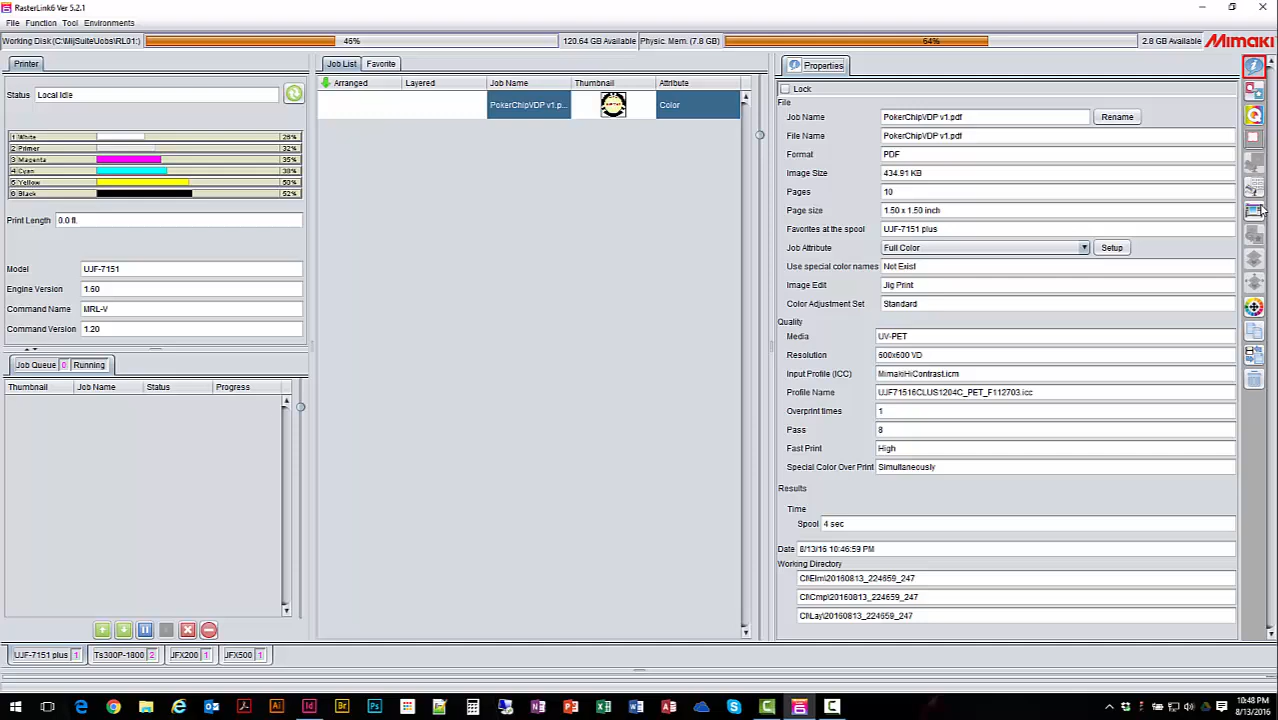 RasterLink6 Ver 5.2.1
File Function Tool Environments
Working Disk (C:\MijSuite/Jobs/RL01:) 46% 120.64 GB Available Physic. Mem. (7.8 GB) 64% 2.8 GB Available Mimaki
Printer
Status Local Idle
1 White 26%
2 Primer 32%
3 Magenta 35%
4 Cyan 38%
5 Yellow 50%
6 Black 52%
Print Length 0.0 ft.
Model UJF-7151
Engine Version 1.60
Command Name MRL-V
Command Version 1.20
Job Queue 0 Running
Thumbnail Job Name Status Progress
Job List Favorite
Arranged Layered Job Name Thumbnail Attribute
PokerChipVDP v1.p... Color
Properties
Lock
File
Job Name PokerChipVDP v1.pdf Rename
File Name PokerChipVDP v1.pdf
Format PDF
Image Size 434.91 KB
Pages 10
Page size 1.50 x 1.50 inch
Favorites at the spool UJF-7151 plus
Job Attribute Full Color Setup
Use special color names Not Exist
Image Edit Jig Print
Color Adjustment Set Standard
Quality
Media UV-PET
Resolution 600x600 VD
Input Profile (ICC) MimakiHiContrast.icm
Profile Name UJF71516CLUS1204C_PET_F112703.icc
Overprint times 1
Pass 8
Fast Print High
Special Color Over Print Simultaneously
Results
Time
Spool 4 sec
Date 8/13/16 10:46:59 PM
Working Directory
C\Elm\20160813_224659_247
C\Cmp\20160813_224659_247
C\Lay\20160813_224659_247
UJF-7151 plus 1 Ts300P-1800 2 JFX200 1 JFX500 1
10:48 PM
8/13/2016